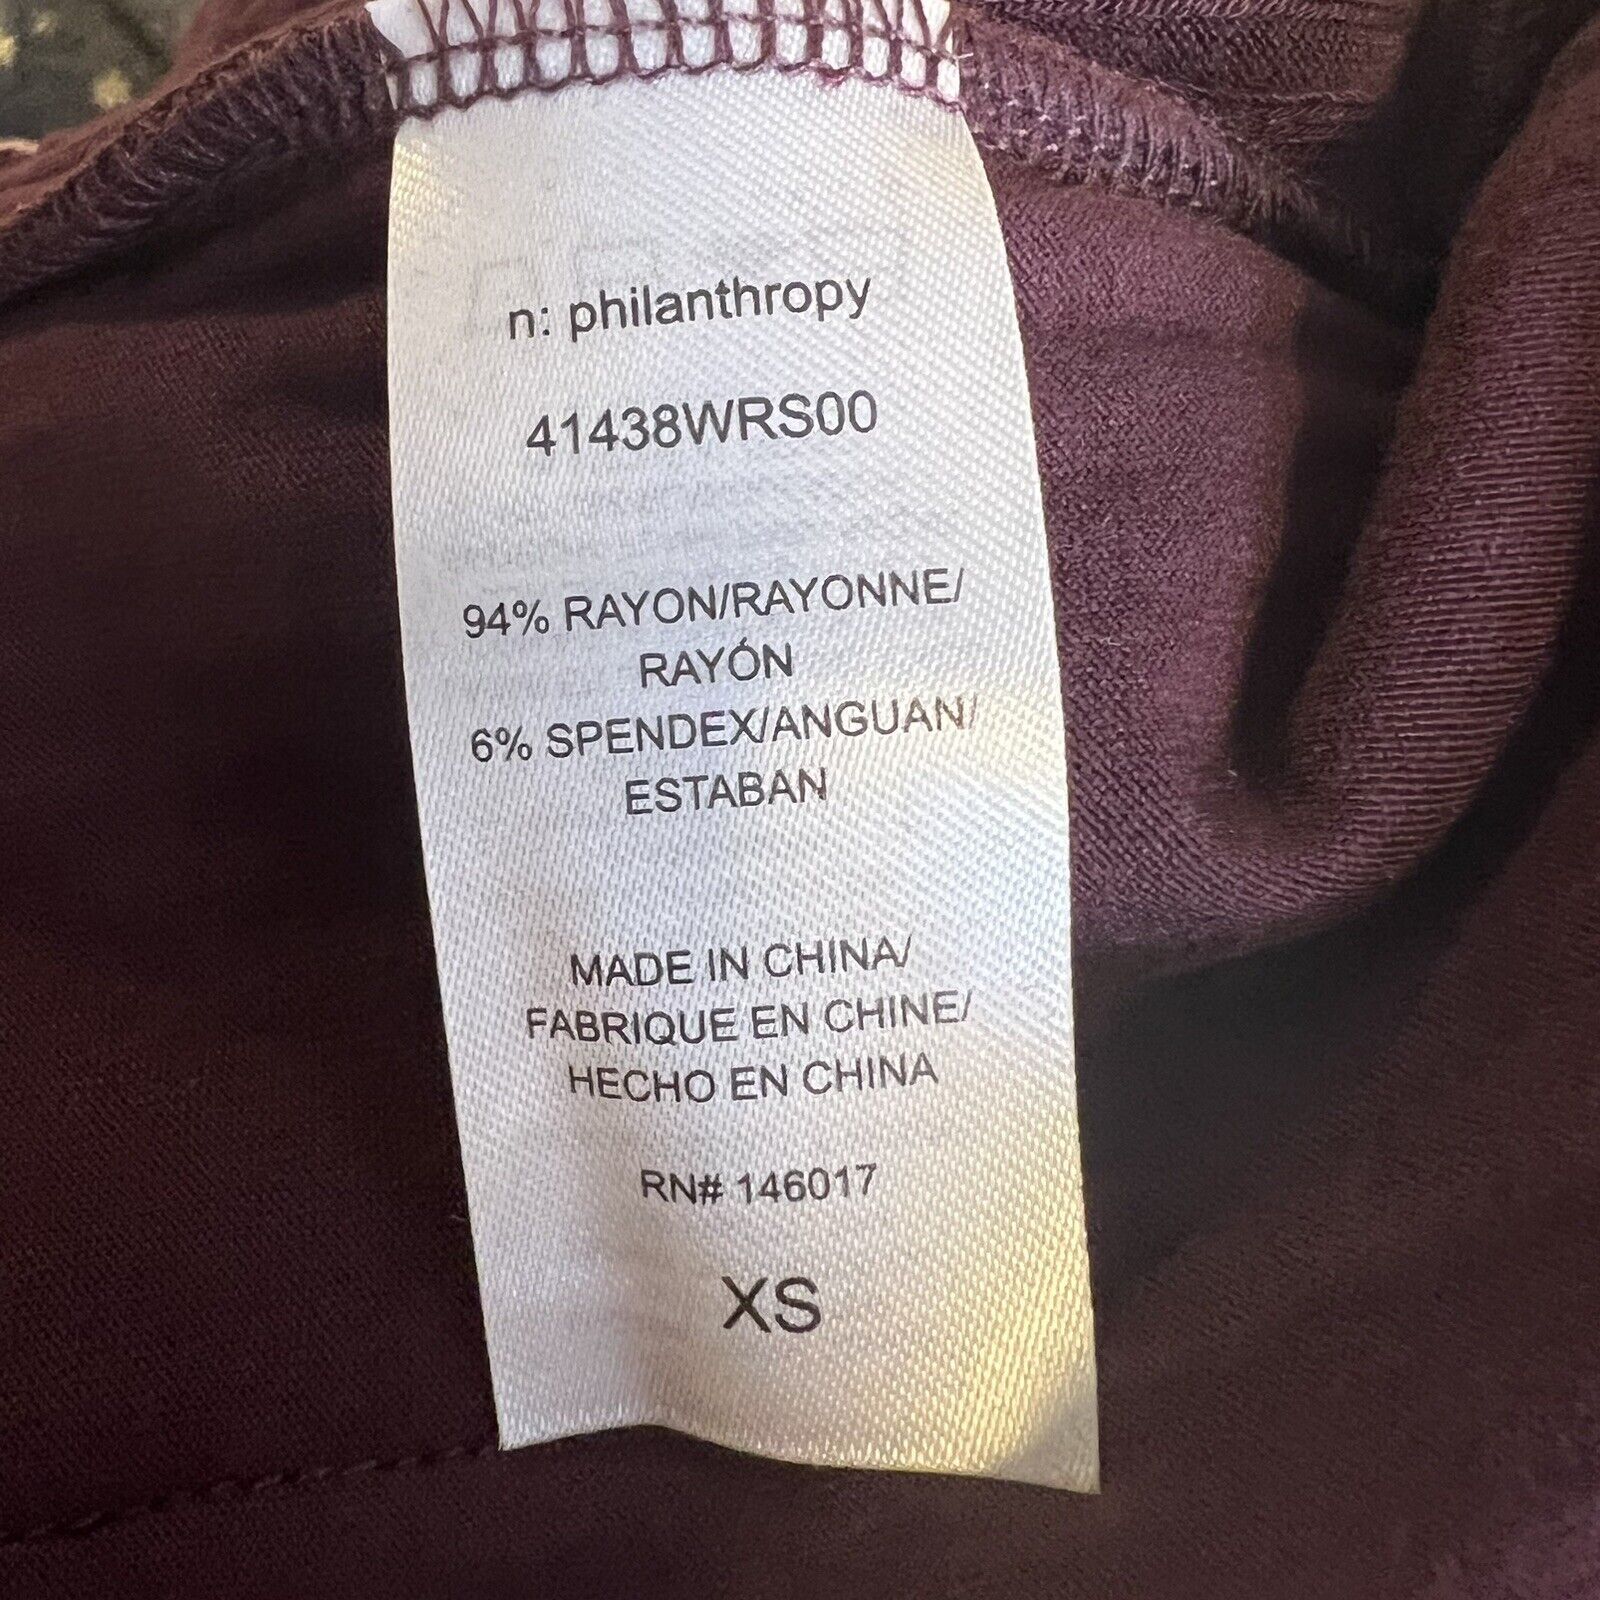 n: philanthropy
41438WRS00
94% RAYON/RAYONNE/
RAYÓN
6% SPENDEX/ANGUAN/
ESTABAN
MADE IN CHINA/
FABRIQUE EN CHINE/
HECHO EN CHINA
RN# 146017
XS